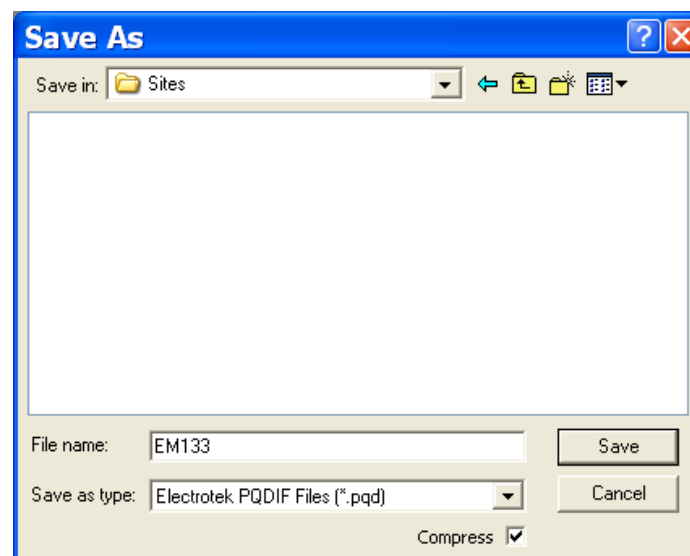 Save As
Save in: Sites
File name: EM133 Save
Save as type: Electrotek PQDIF Files (*.pqd) Cancel
Compress